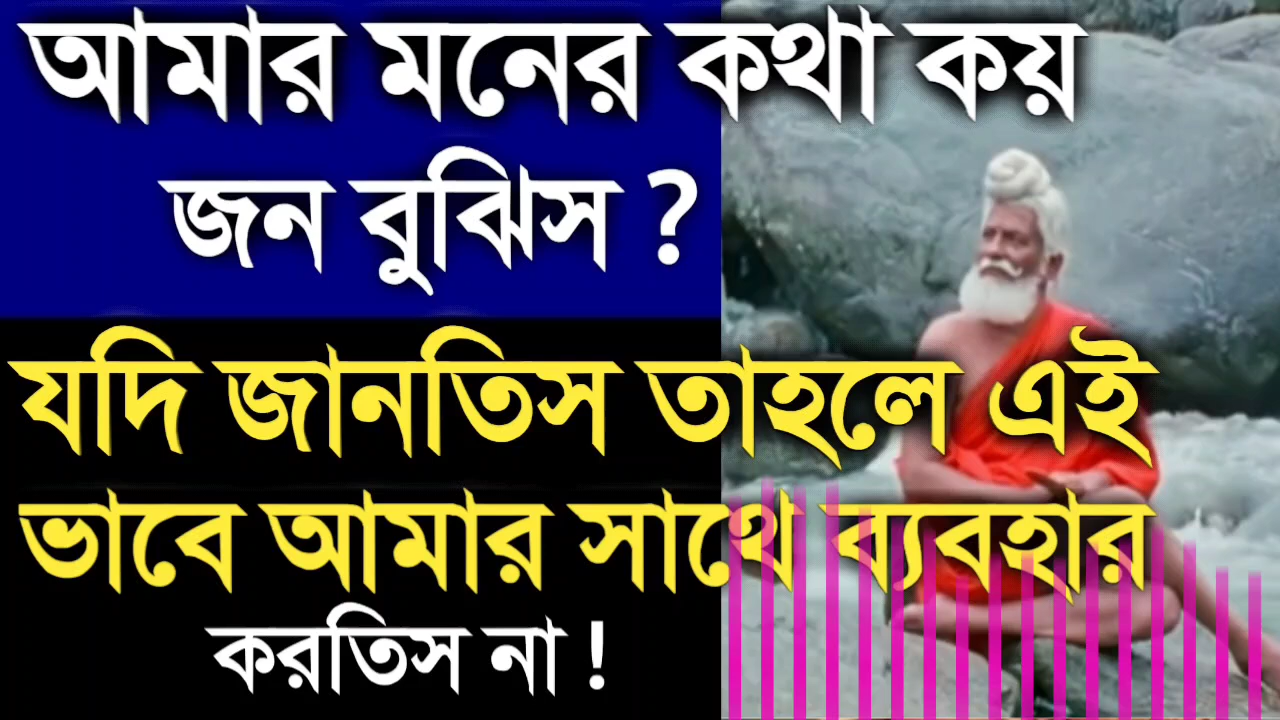 আমার মনের কথা কয়
জন বুঝিস ?
যদি জানতিস তাহলে এই
ভাবে আমার সাথে ব্যবহার
করতিস না !